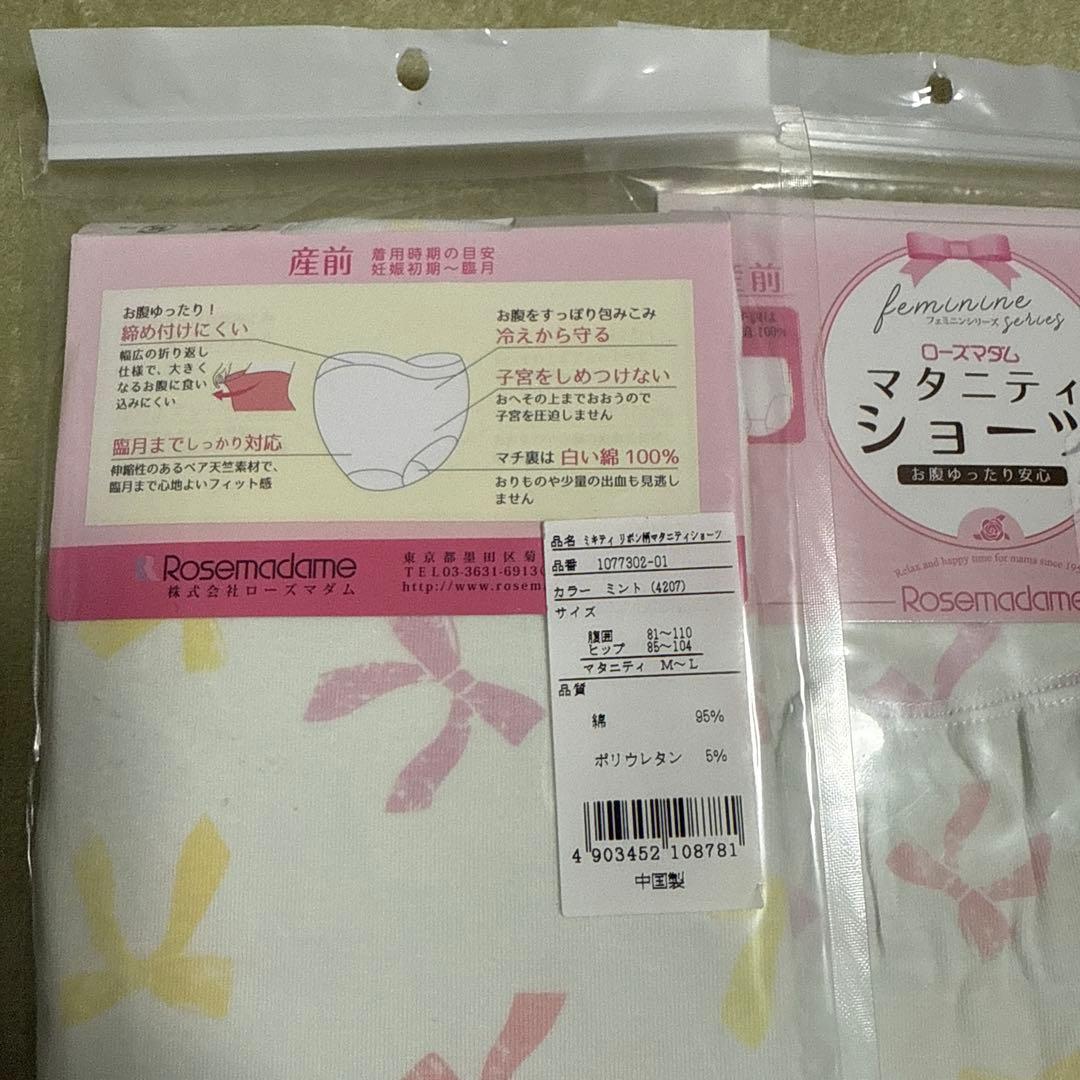 産前
着用時期の目安
妊娠初期～臨月
お腹ゆったり！
締め付けにくい
幅広の折り返し
仕様で、大きく
なるお腹に食い
込みにくい
臨月までしっかり対応
伸縮性のあるベア天竺素材で、
臨月まで心地よいフィット感
お腹をすっぽり包みこみ
冷えから守る
子宮をしめつけない
おへその上までおおうので
子宮を圧迫しません
マチ裏は 白い綿 100%
おりものや少量の出血も見逃し
ません
Rosemadame
株式会社ローズマダム
東京都墨田区菊
TEL03-3631-6913
http://www.rosem
品名 ミキティ リボン柄マタニティショーツ
品番 1077302-01
カラー ミント (4207)
サイズ
腹囲 81～110
ヒップ 85～104
マタニティ M～L
品質
綿 95%
ポリウレタン 5%
4 903452 108781
中国製
前
100%
feminine
フェミニンシリーズ series
ローズマダム
マタニティ
ショーツ
お腹ゆったり安心
Relax and happy time for mama since 19
Rosemadame